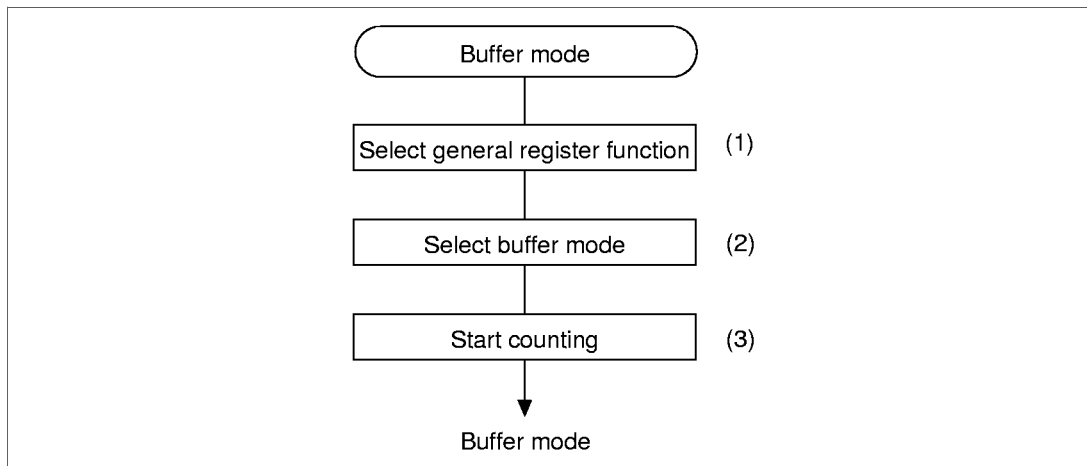 Buffer mode
Select general register function (1)
Select buffer mode (2)
Start counting (3)
Buffer mode